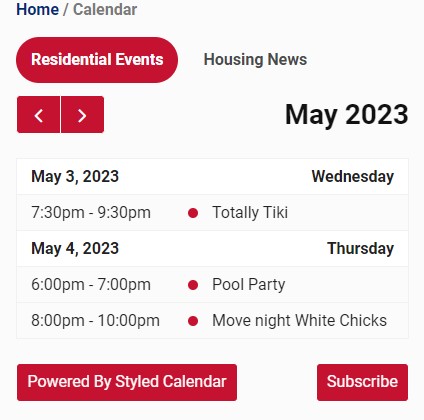 Home / Calendar
Residential Events Housing News
May 2023
May 3, 2023 Wednesday
7:30pm - 9:30pm Totally Tiki
May 4, 2023 Thursday
6:00pm - 7:00pm Pool Party
8:00pm - 10:00pm Move night White Chicks
Powered By Styled Calendar Subscribe